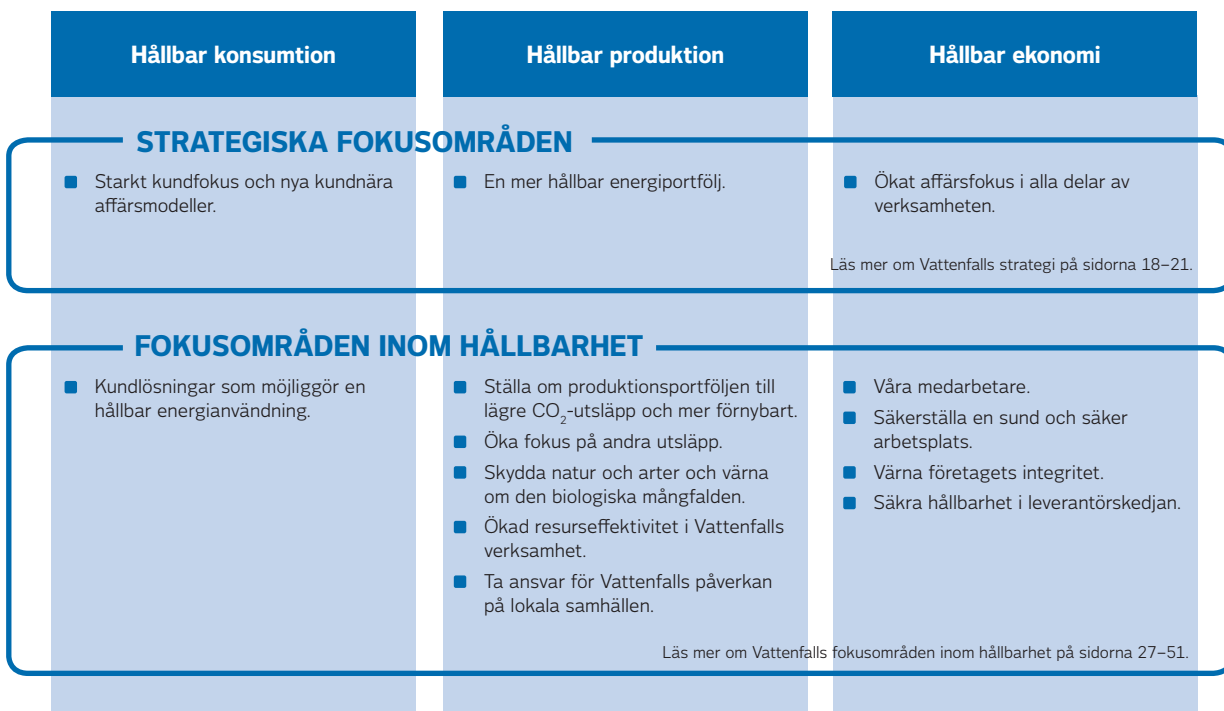 Hållbar konsumtion
Hållbar produktion
Hållbar ekonomi
STRATEGISKA FOKUSOMRÅDEN
Starkt kundfokus och nya kundnära
affärsmodeller.
En mer hållbar energiportfölj.
Ökat affärsfokus i alla delar av
verksamheten.
Läs mer om Vattenfalls strategi på sidorna 18–21.
FOKUSOMRÅDEN INOM HÅLLBARHET
Kundlösningar som möjliggör en
hållbar energianvändning.
Ställa om produktionsportföljen till
lägre CO₂-utsläpp och mer förnybart.
Öka fokus på andra utsläpp.
Skydda natur och arter och värna
om den biologiska mångfalden.
Ökad resurseffektivitet i Vattenfalls
verksamhet.
Ta ansvar för Vattenfalls påverkan
på lokala samhällen.
Våra medarbetare.
Säkerställa en sund och säker
arbetsplats.
Värna företagets integritet.
Säkra hållbarhet i leverantörskedjan.
Läs mer om Vattenfalls fokusområden inom hållbarhet på sidorna 27–51.